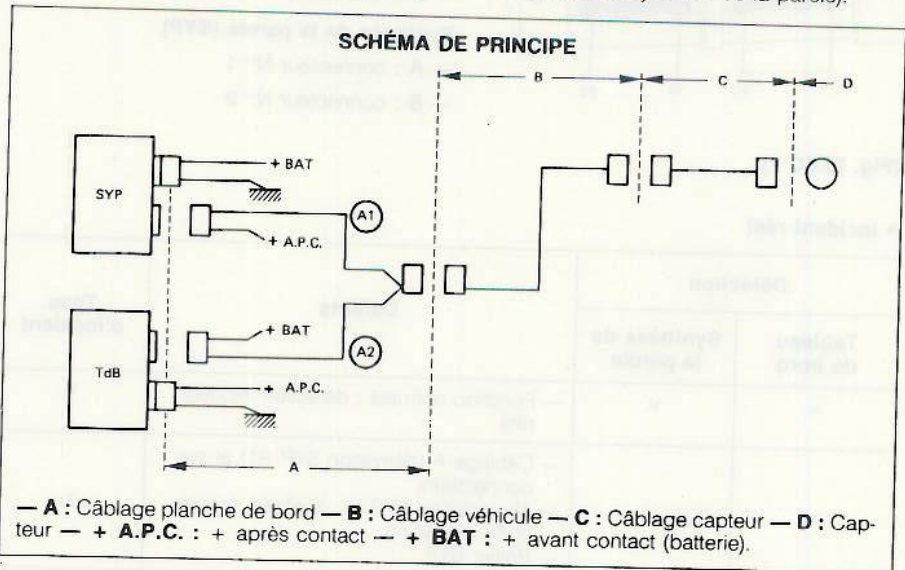 parole).
SCHÉMA DE PRINCIPE
B
C
D
+ BAT
SYP
A1
+ A.P.C.
+ BAT
A2
TdB
+ A.P.C.
A
— A : Câblage planche de bord — B : Câblage véhicule — C : Câblage capteur — D : Cap-
teur — + A.P.C. : + après contact — + BAT : + avant contact (batterie).